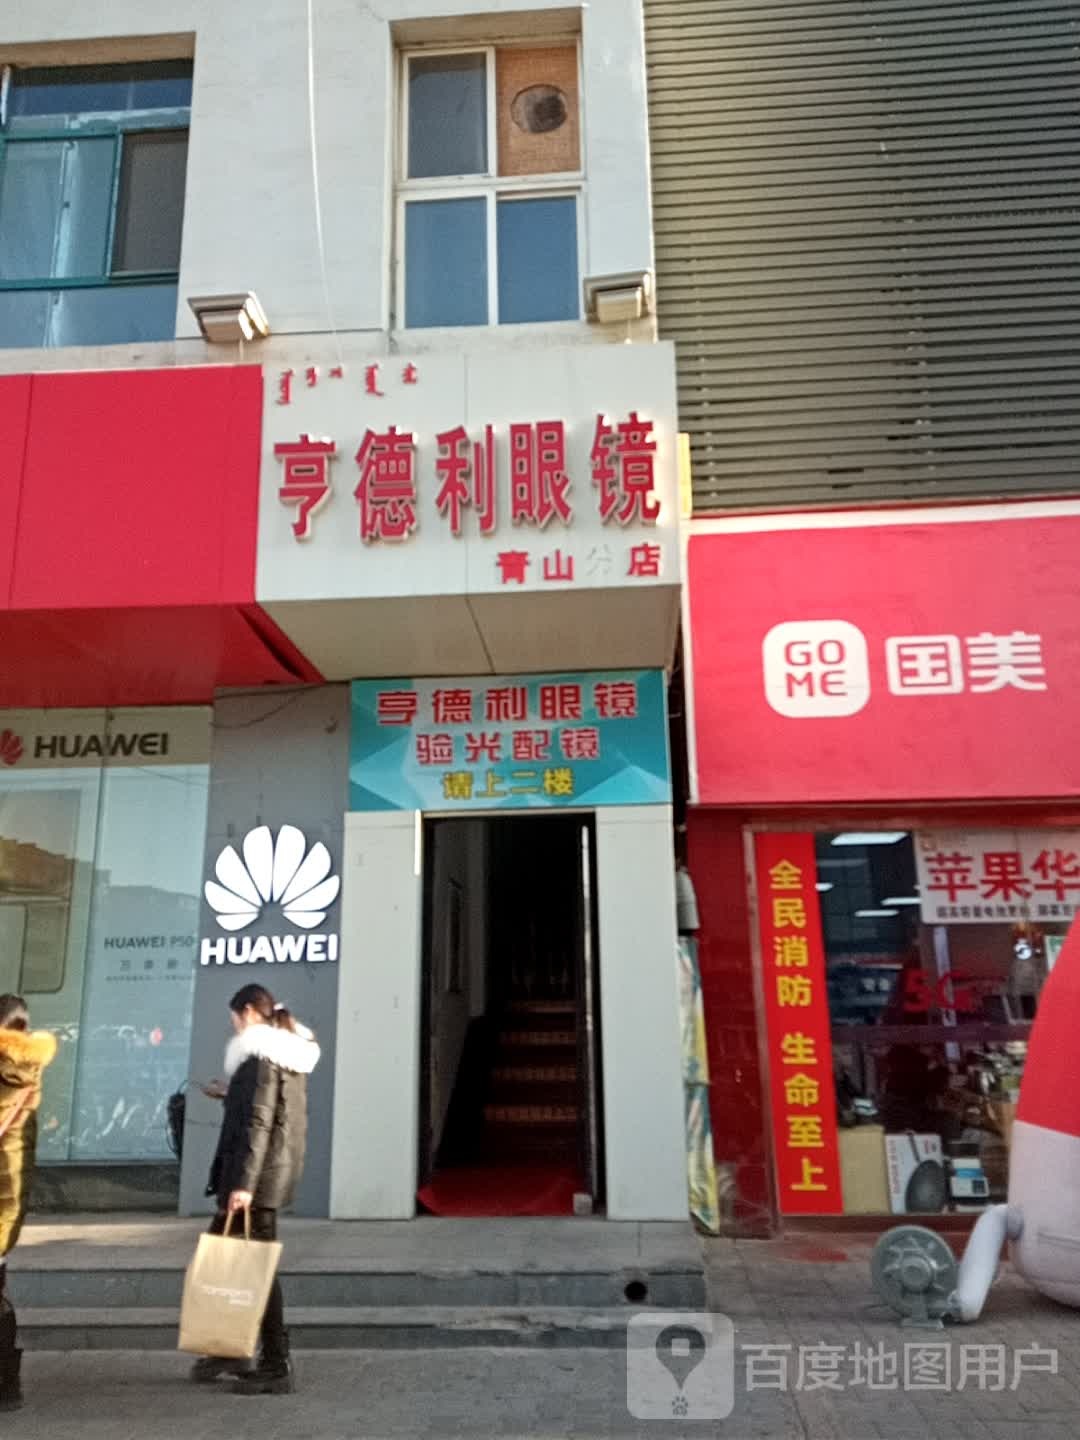 亨德利眼镜
青山分店
GO
ME
国美
亨德利眼镜
验光配镜
请上二楼
HUAWEI
HUAWEI
HUAWEI P50
全民消防 生命至上
苹果华
5G
百度地图用户